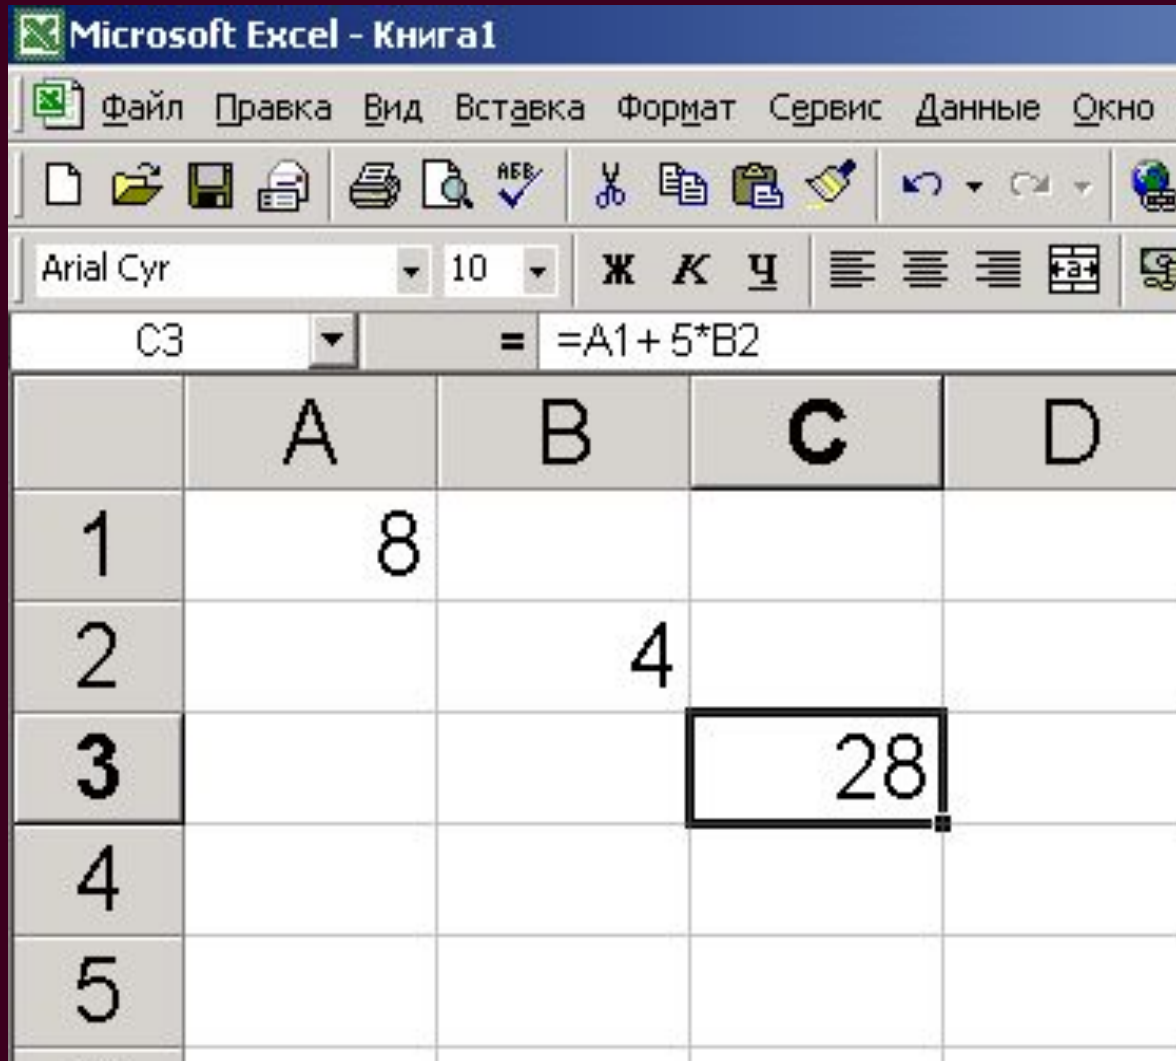 Microsoft Excel - Книга1
Файл Правка Вид Вставка Формат Сервис Данные Окно
АБВ
Arial Cyr 10 Ж К Ч a
C3 = =A1+ 5*B2
A B C D
1 8
2 4
3 28
4
5